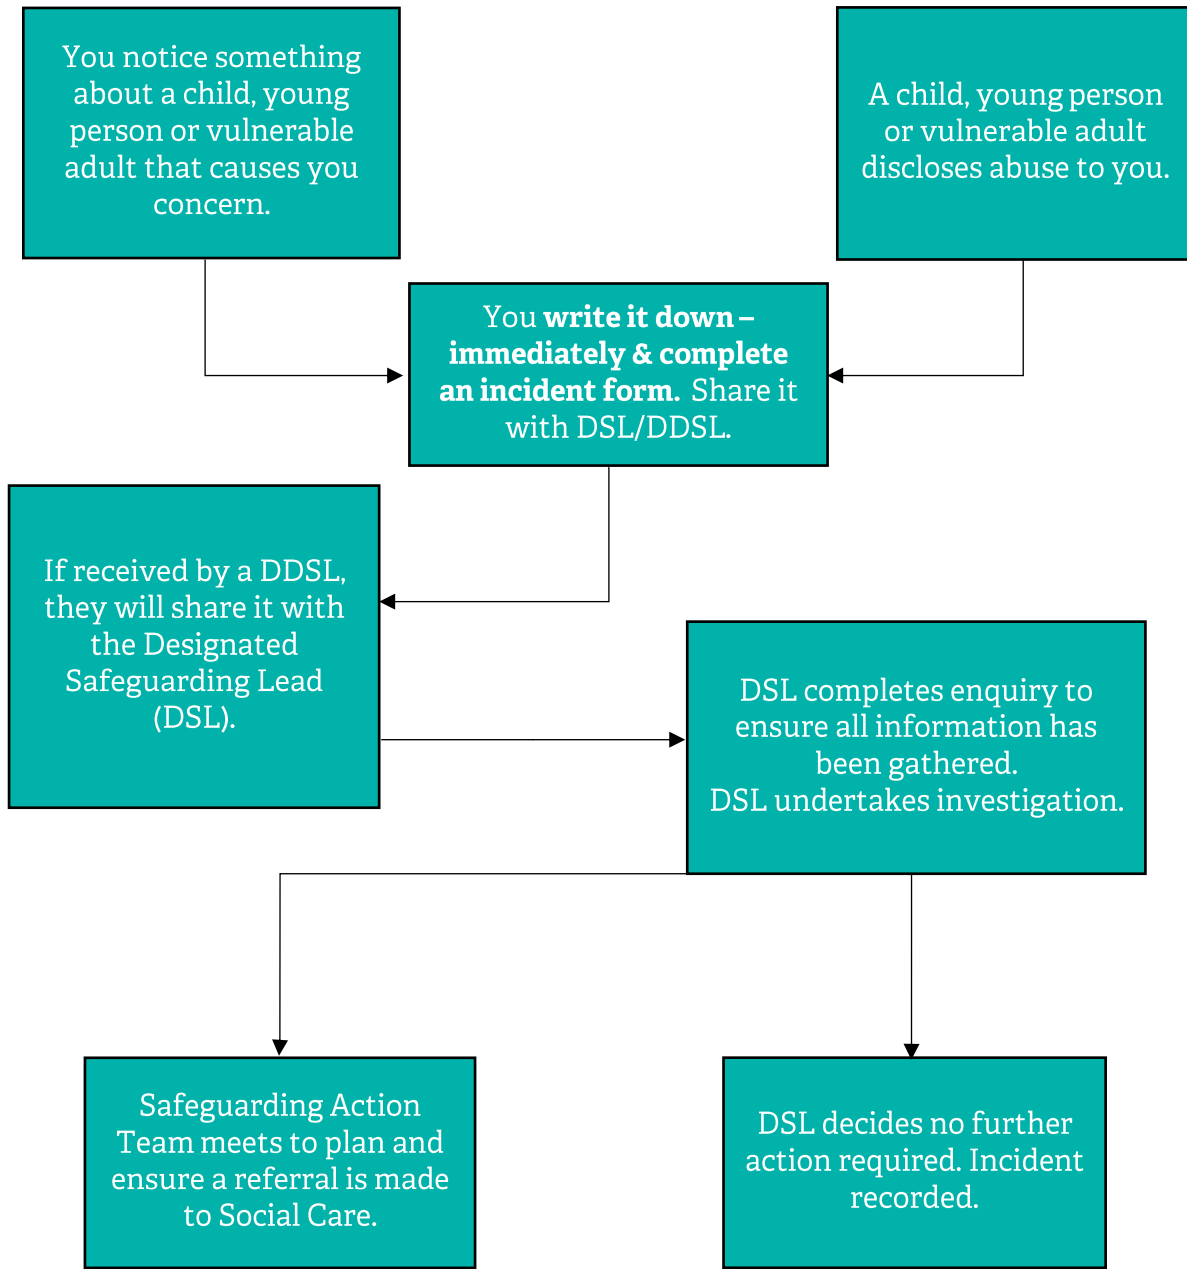 You notice something
about a child, young
person or vulnerable
adult that causes you
concern.
A child, young person
or vulnerable adult
discloses abuse to you.
You write it down –
immediately & complete
an incident form. Share it
with DSL/DDSL.
If received by a DDSL,
they will share it with
the Designated
Safeguarding Lead
(DSL).
DSL completes enquiry to
ensure all information has
been gathered.
DSL undertakes investigation.
Safeguarding Action
Team meets to plan and
ensure a referral is made
to Social Care.
DSL decides no further
action required. Incident
recorded.